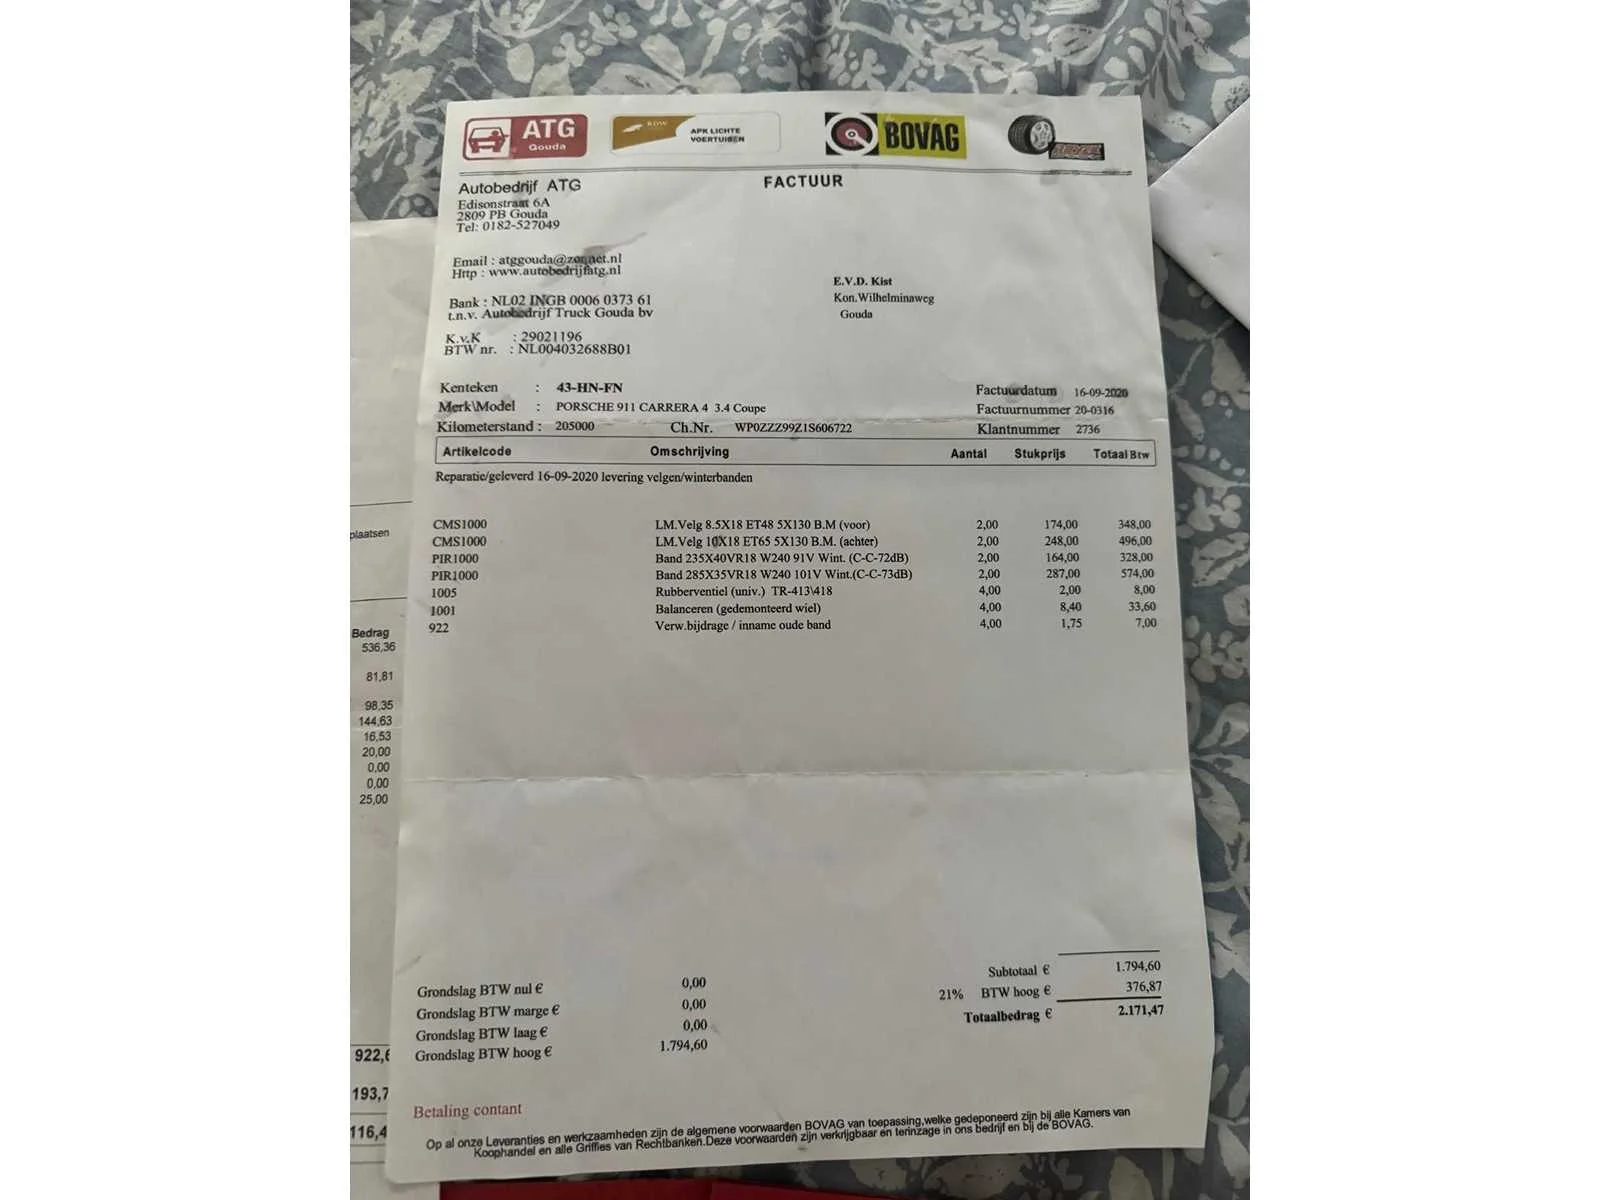 ATG
Gouda
RDW
APK LICHTE
VOERTUIGEN
BOVAG
Autobedrijf ATG
FACTUUR
Edisonstraat 6A
2809 PB Gouda
Tel: 0182-527049
Email : atggouda@zonnet.nl
Http : www.autobedrijfatg.nl
E.V.D. Kist
Kon.Wilhelminaweg
Gouda
Bank : NL02 INGB 0006 0373 61
t.n.v. Autobedrijf Truck Gouda bv
K.v.K : 29021196
BTW nr. : NL004032688B01
Kenteken : 43-HN-FN Factuurdatum 16-09-2020
Merk\Model : PORSCHE 911 CARRERA 4 3.4 Coupe Factuurnummer 20-0316
Kilometerstand : 205000 Ch.Nr. WP0ZZZ99Z1S606722 Klantnummer 2736
Artikelcode Omschrijving Aantal Stukprijs Totaal Btw
Reparatie/geleverd 16-09-2020 levering velgen/winterbanden
CMS1000 LM.Velg 8.5X18 ET48 5X130 B.M (voor) 2,00 174,00 348,00
CMS1000 LM.Velg 10X18 ET65 5X130 B.M. (achter) 2,00 248,00 496,00
PIR1000 Band 235X40VR18 W240 91V Wint. (C-C-72dB) 2,00 164,00 328,00
PIR1000 Band 285X35VR18 W240 101V Wint.(C-C-73dB) 2,00 287,00 574,00
1005 Rubberventiel (univ.) TR-413\418 4,00 2,00 8,00
1001 Balanceren (gedemonteerd wiel) 4,00 8,40 33,60
922 Verw.bijdrage / inname oude band 4,00 1,75 7,00
Subtotaal € 1.794,60
21% BTW hoog € 376,87
Totaalbedrag € 2.171,47
Grondslag BTW nul € 0,00
Grondslag BTW marge € 0,00
Grondslag BTW laag € 0,00
Grondslag BTW hoog € 1.794,60
Betaling contant
Op al onze Leveranties en werkzaamheden zijn de algemene voorwaarden BOVAG van toepassing,welke gedeponeerd zijn bij alle Kamers van
Koophandel en alle Griffies van Rechtbanken.Deze voorwaarden zijn verkrijgbaar en terinzage in ons bedrijf en bij de BOVAG.
plaatsen
Bedrag
536,36
81,81
98,35
144,63
16,53
20,00
0,00
0,00
25,00
922,6
193,7
116,4